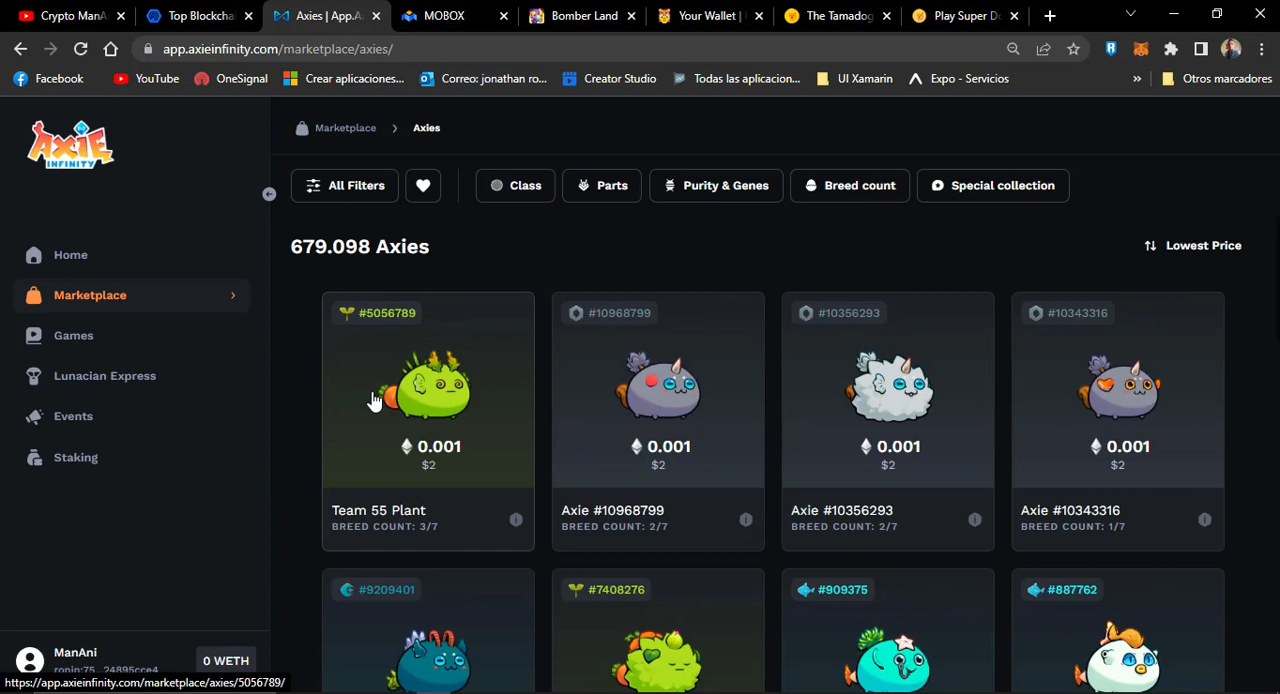 Crypto ManA
Top Blockcha
Axies | App.A
MOBOX
Bomber Land
Your Wallet |
The Tamadog
Play Super Do
app.axieinfinity.com/marketplace/axies/
Facebook
YouTube
OneSignal
Crear aplicaciones...
Correo: jonathan ro...
Creator Studio
Todas las aplicacion...
UI Xamarin
Expo - Servicios
»
Otros marcadores
AXIE
INFINITY
Marketplace > Axies
All Filters
Class
Parts
Purity & Genes
Breed count
Special collection
679.098 Axies
Lowest Price
Home
Marketplace
Games
Lunacian Express
Events
Staking
#5056789
0.001
$2
Team 55 Plant
BREED COUNT: 3/7
#10968799
0.001
$2
Axie #10968799
BREED COUNT: 2/7
#10356293
0.001
$2
Axie #10356293
BREED COUNT: 2/7
#10343316
0.001
$2
Axie #10343316
BREED COUNT: 1/7
#9209401
#7408276
#909375
#887762
ManAni
ronin:75...24895cce4
0 WETH
https://app.axieinfinity.com/marketplace/axies/5056789/